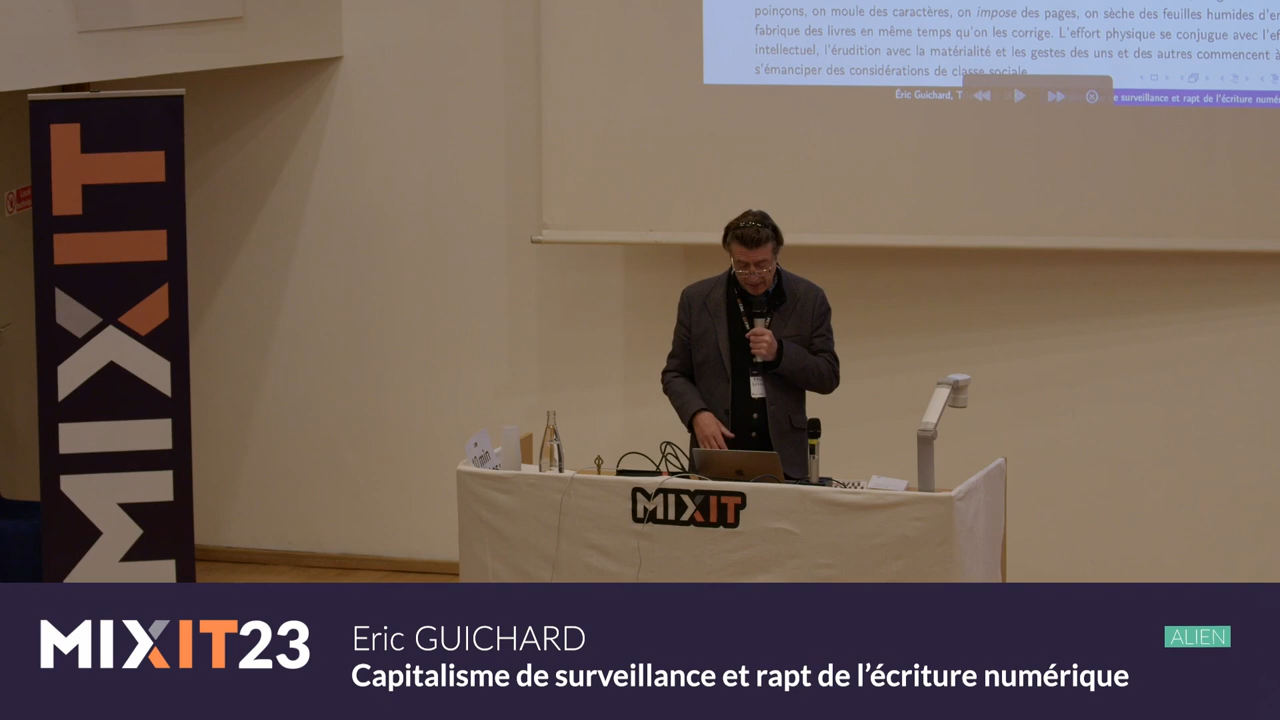 poinçons, on moule des caractères, on impose des pages, on sèche des feuilles humides d'e
fabrique des livres en même temps qu'on les corrige. L'effort physique se conjugue avec l'ef
intellectuel, l'érudition avec la matérialité et les gestes des uns et des autres commencent à
s'émanciper des considérations de classe sociale.
Éric Guichard, T
e surveillance et rapt de l'écriture numér
MIXIT
10min
MIXIT
MIXIT23
Eric GUICHARD
ALIEN
Capitalisme de surveillance et rapt de l'écriture numérique